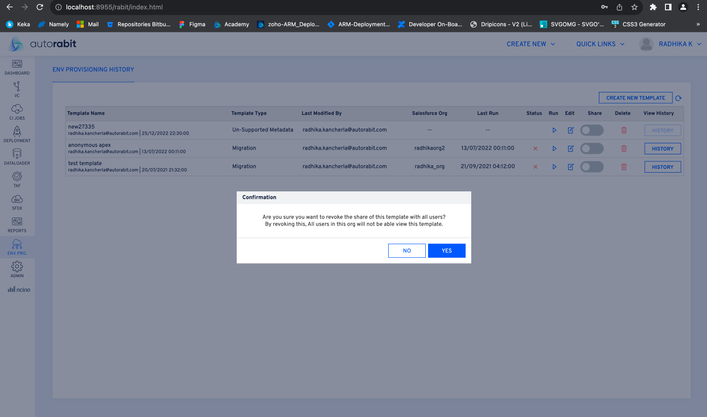 localhost:8955/rabit/index.html
Keka
Namely
Mail
Repositories Bitbu...
Figma
Academy
zoho-ARM_Deplo...
ARM-Deployment...
Developer On-Boa...
Dripicons - V2 (Li...
SVGOMG - SVGO'...
CSS3 Generator
»
autorabit
CREATE NEW
QUICK LINKS
RADHIKA K
DASHBOARD
VC
CI JOBS
DEPLOYMENT
DATALOADER
TAF
SFDX
REPORTS
ENV. PRO.
ADMIN
ncino
ENV PROVISIONING HISTORY
CREATE NEW TEMPLATE
Template Name Template Type Last Modified By Salesforce Org Last Run Status Run Edit Share Delete View History
new27335
radhika.kancherla@autorabit.com | 25/12/2022 22:30:00
Un-Supported Metadata radhika.kancherla@autorabit.com -- -- HISTORY
anonymous apex
radhika.kancherla@autorabit.com | 13/07/2022 00:11:00
Migration radhika.kancherla@autorabit.com radhikaorg2 13/07/2022 00:11:00 × HISTORY
test template
radhika.kancherla@autorabit.com | 20/07/2021 21:32:00
Migration radhika.kancherla@autorabit.com radhika_org 21/09/2021 04:12:00 × HISTORY
Confirmation
Are you sure you want to revoke the share of this template with all users?
By revoking this, All users in this org will not be able view this template.
NO
YES